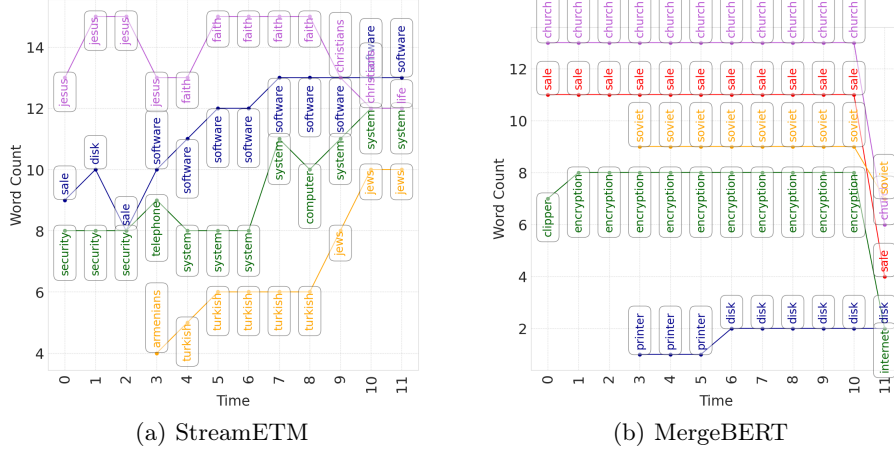 Word Count
14
12
10
8
6
4
jesus jesus jesus jesus faith faith faith faith faith christians christians life
sale disk sale software software software software software software software software software
security security security telephone system system system system computer system system system
armenians turkish turkish turkish turkish turkish jews jews jews
0 1 2 3 4 5 6 7 8 9 10 11
Time
(a) StreamETM
Word Count
12
10
8
6
4
2
church church church church church church church church church church church church
sale sale sale sale sale sale sale sale sale sale sale sale
soviet soviet soviet soviet soviet soviet soviet soviet soviet
clipper encryption encryption encryption encryption encryption encryption encryption encryption encryption encryption internet
printer printer printer disk disk disk disk disk disk
0 1 2 3 4 5 6 7 8 9 10 11
Time
(b) MergeBERT